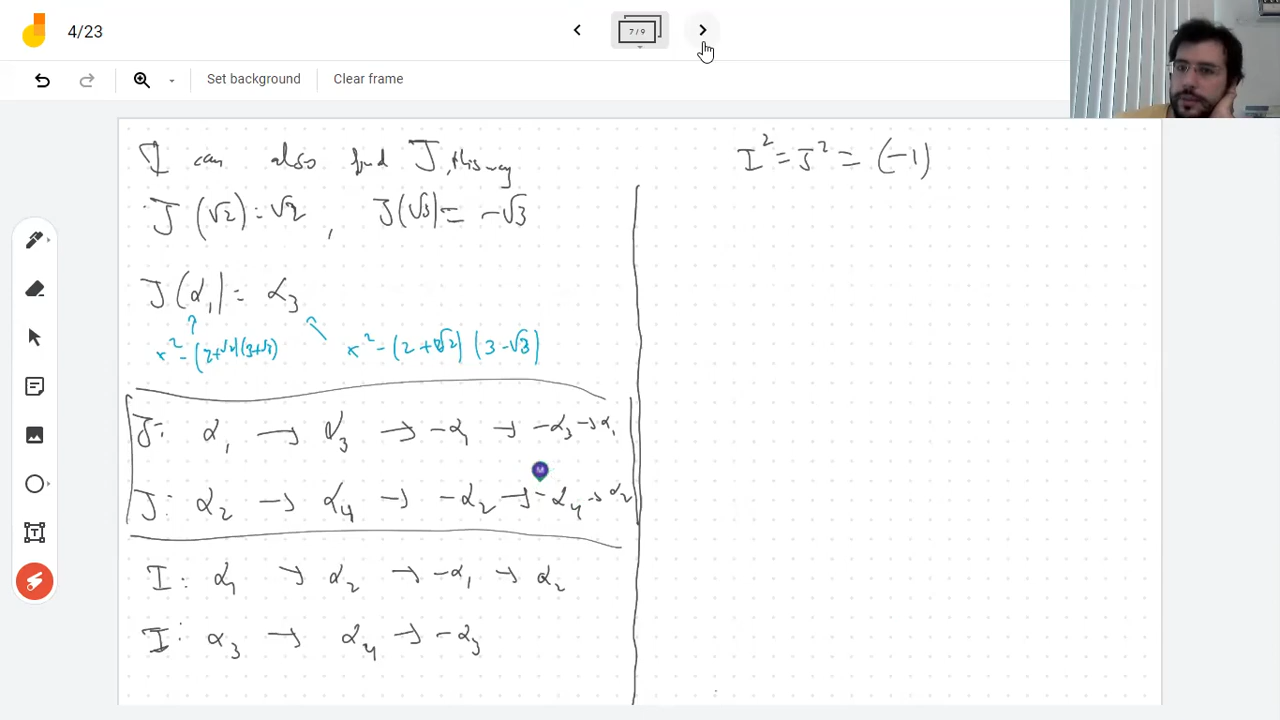 4/23
7/9
Set background
Clear frame
I can also find J, this way
J(√2) = √2, J(√3) = -√3
J(α₁) = α₃
x² - (2+√2)(3+√3)
x² - (2+√2)(3-√3)
J: α₁ → α₃ → -α₁ → -α₃ → α₁
J: α₂ → α₄ → -α₂ → -α₄ → α₂
I: α₁ → α₂ → -α₁ → α₂
I: α₃ → α₄ → -α₃
I² = J² = (-1)
M